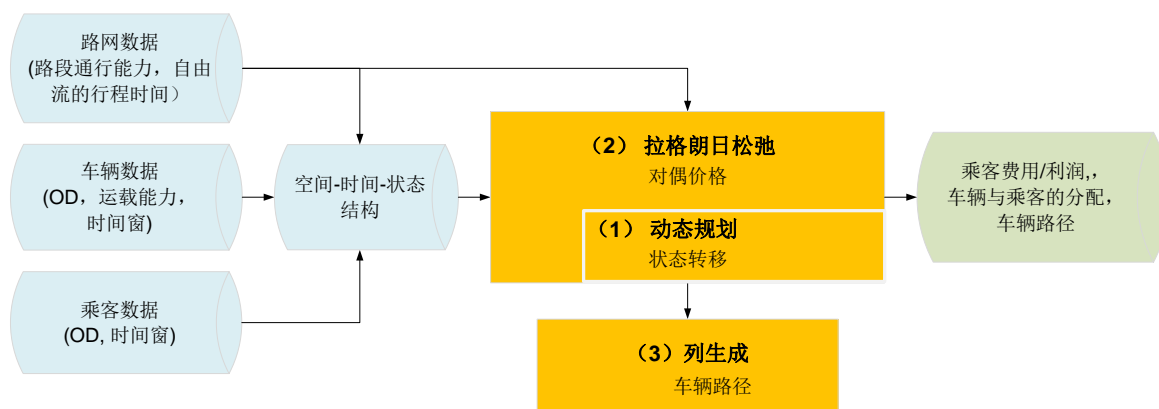 路网数据
(路段通行能力，自由
流的行程时间）
车辆数据
(OD，运载能力，
时间窗)
乘客数据
(OD, 时间窗)
空间-时间-状态
结构
（2） 拉格朗日松弛
对偶价格
（1） 动态规划
状态转移
（3）列生成
车辆路径
乘客费用/利润,，
车辆与乘客的分配，
车辆路径